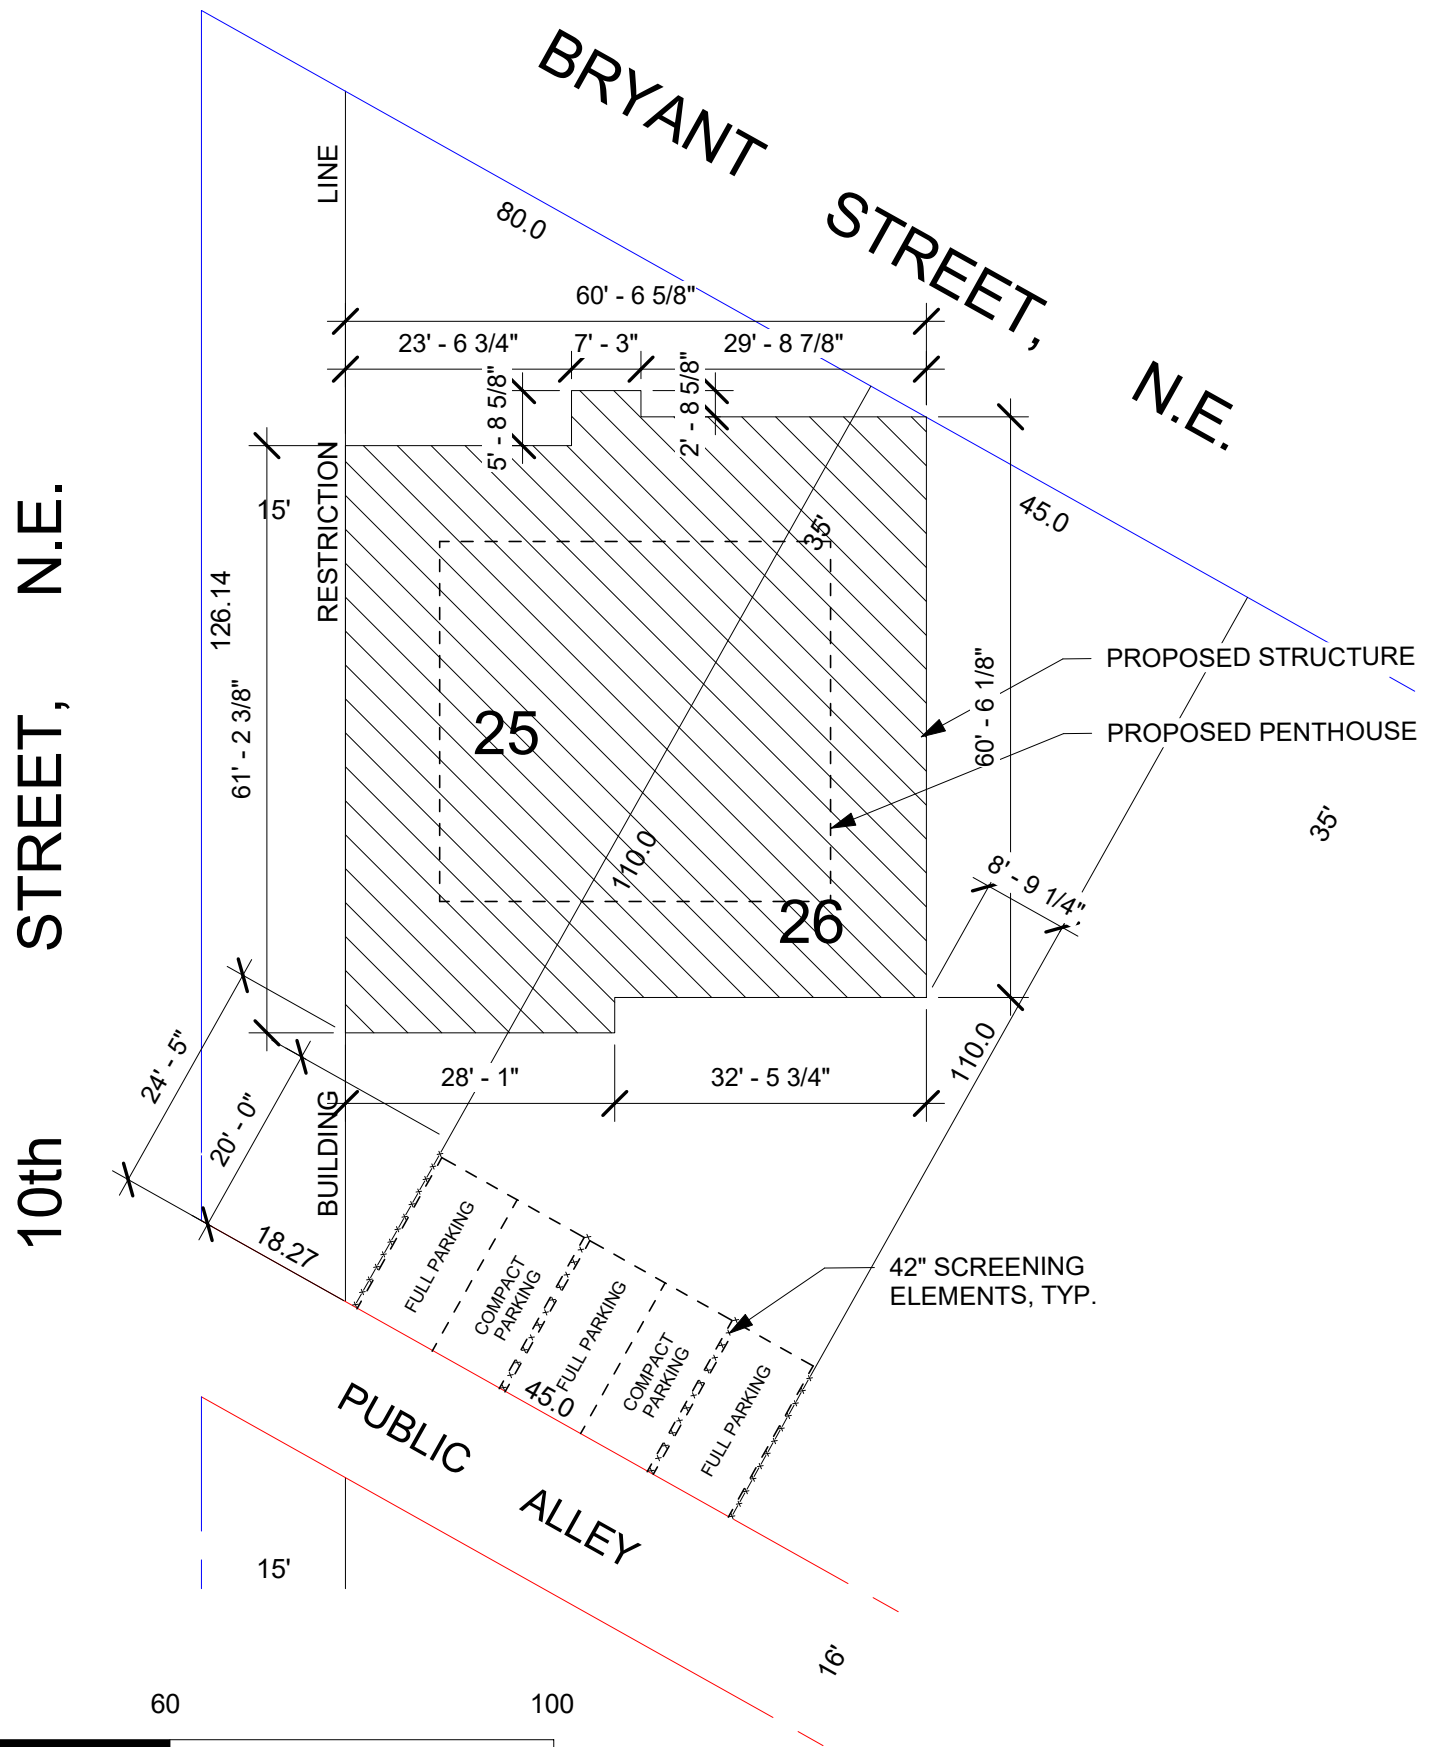 BRYANT STREET, N.E.
LINE
80.0
60' - 6 5/8"
23' - 6 3/4"
7' - 3"
29' - 8 7/8"
5' - 8 5/8"
2' - 8 5/8"
RESTRICTION
15'
35'
45.0
10th STREET, N.E.
126.14
61' - 2 3/8"
60' - 6 1/8"
PROPOSED STRUCTURE
25
PROPOSED PENTHOUSE
35'
110.0
8' - 9 1/4"
26
24' - 5"
20' - 0"
28' - 1"
32' - 5 3/4"
110.0
BUILDING
18.27
FULL PARKING
COMPACT
PARKING
FULL PARKING
COMPACT
PARKING
FULL PARKING
42" SCREENING
ELEMENTS, TYP.
45.0
PUBLIC ALLEY
15'
16'
60
100